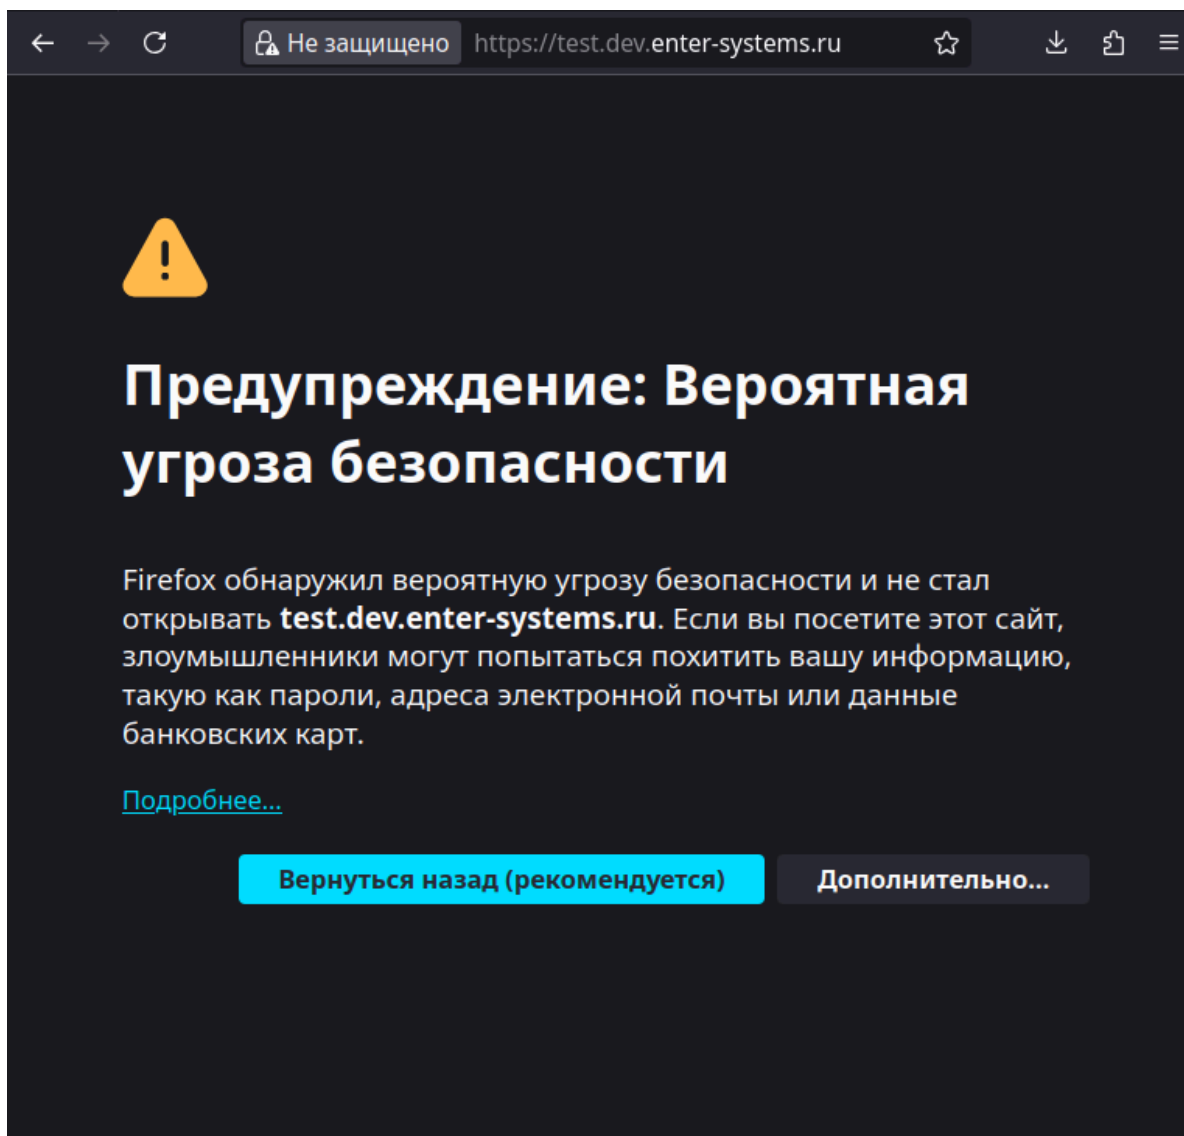 Не защищено https://test.dev.enter-systems.ru
Предупреждение: Вероятная
угроза безопасности
Firefox обнаружил вероятную угрозу безопасности и не стал
открывать test.dev.enter-systems.ru. Если вы посетите этот сайт,
злоумышленники могут попытаться похитить вашу информацию,
такую как пароли, адреса электронной почты или данные
банковских карт.
Подробнее...
Вернуться назад (рекомендуется) Дополнительно...